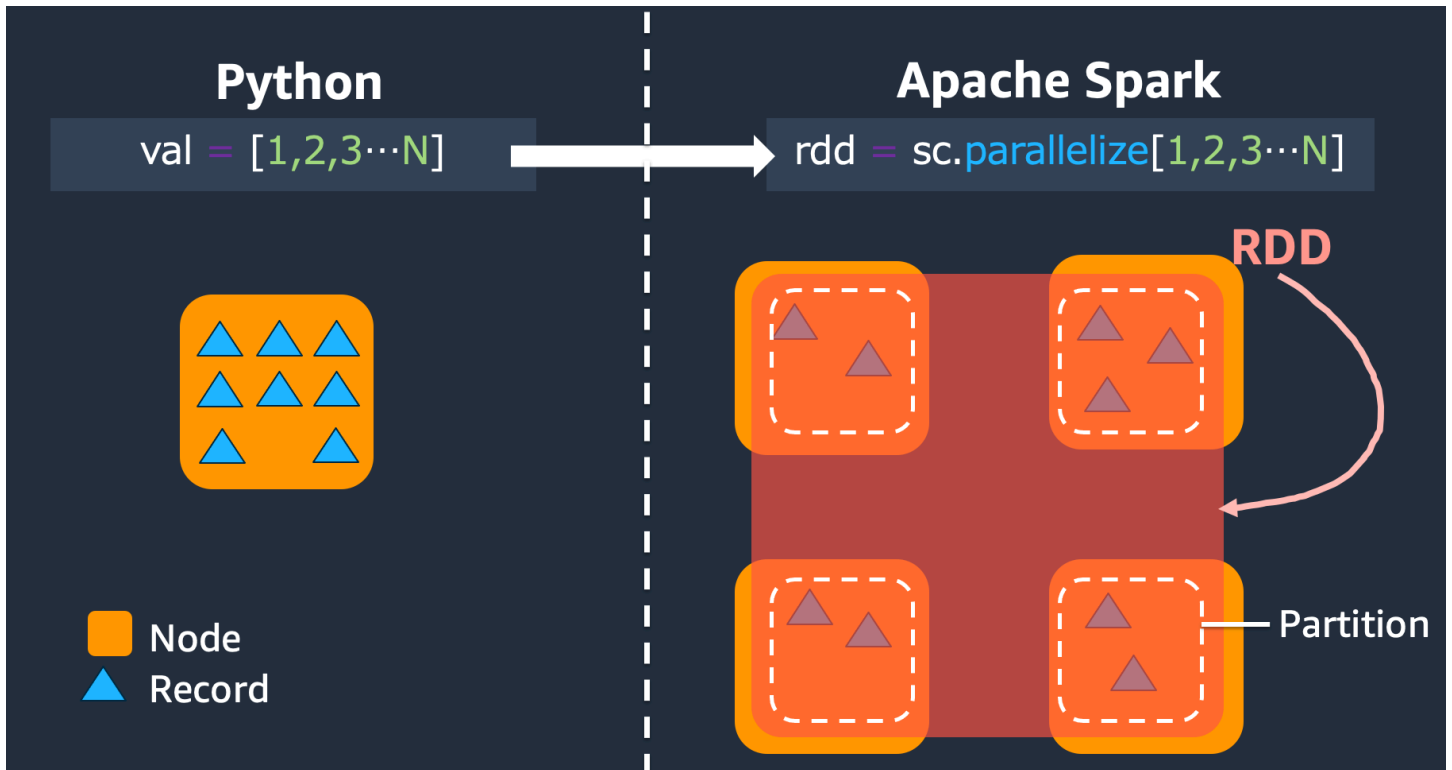 Python
val = [1,2,3⋯N]
Apache Spark
rdd = sc.parallelize[1,2,3⋯N]
RDD
Partition
Node
Record